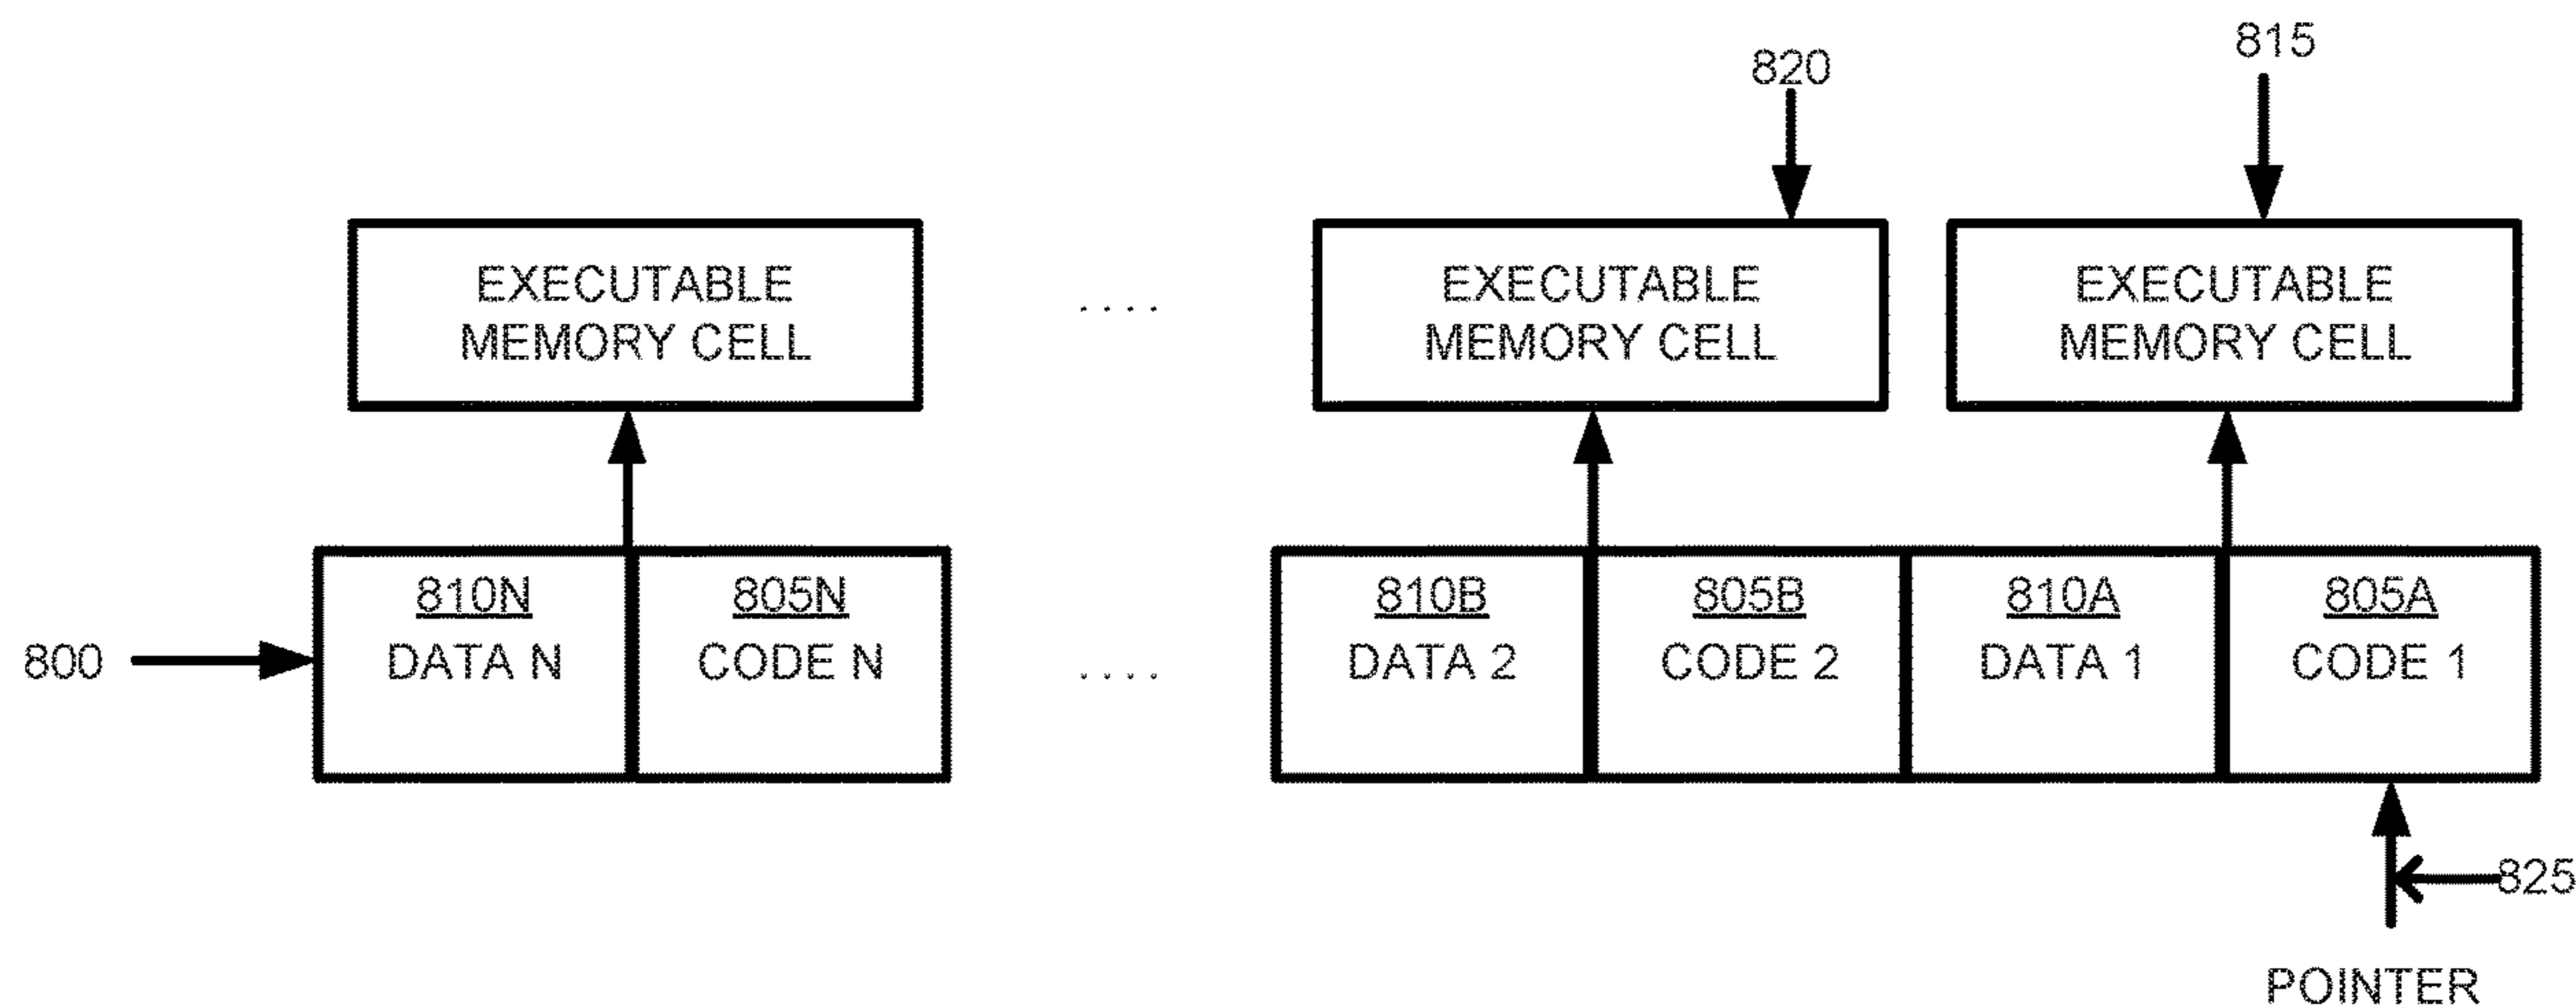 815
820
EXECUTABLE
MEMORY CELL
. . . .
EXECUTABLE
MEMORY CELL
EXECUTABLE
MEMORY CELL
800
810N
DATA N
805N
CODE N
. . . .
810B
DATA 2
805B
CODE 2
810A
DATA 1
805A
CODE 1
825
POINTER